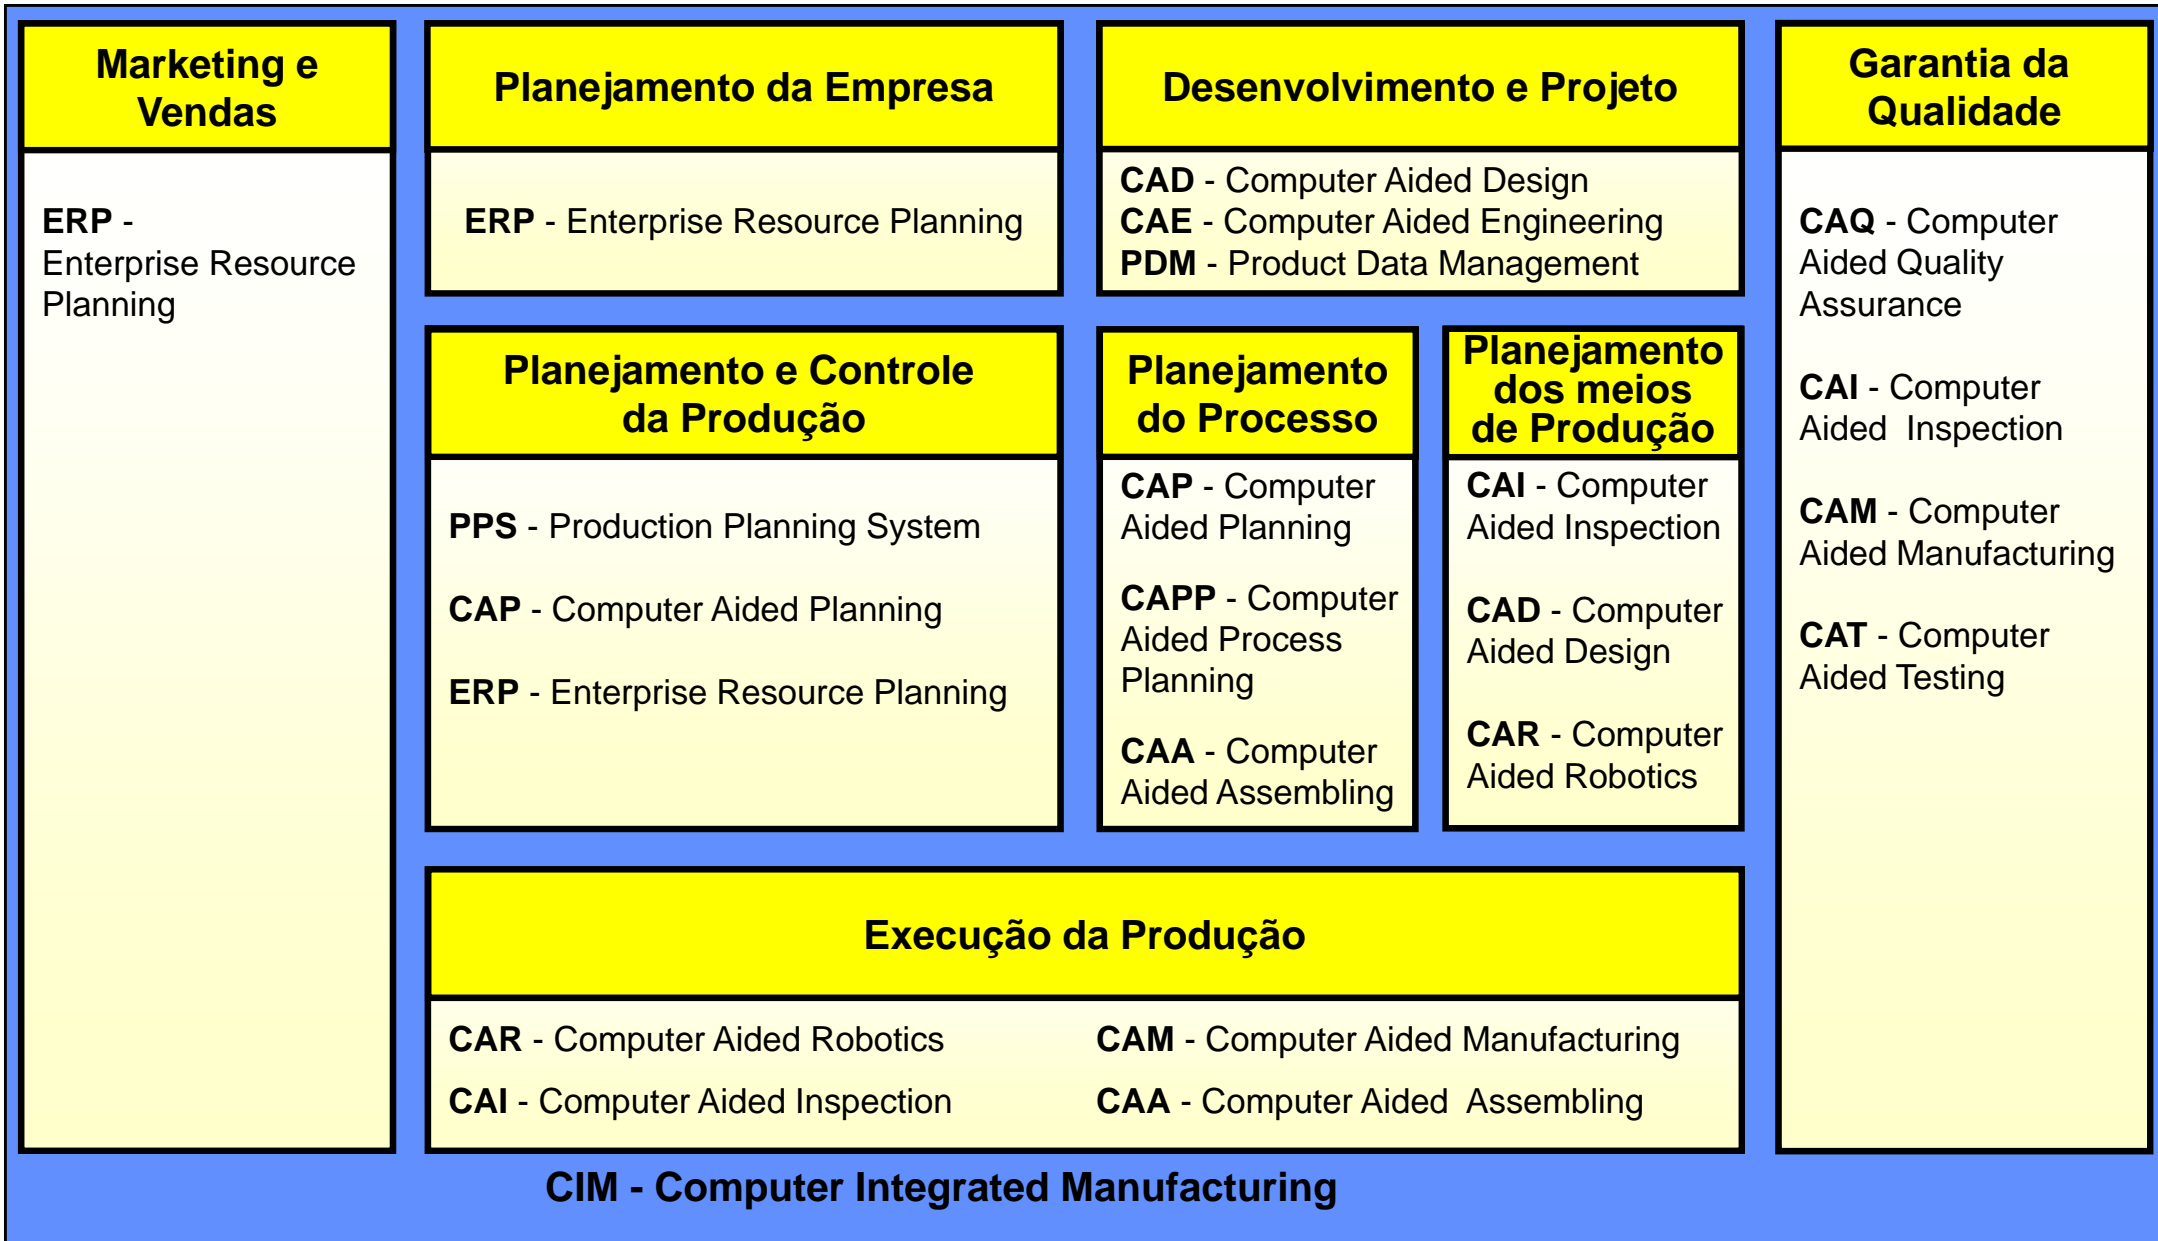 Marketing e
Vendas
ERP -
Enterprise Resource
Planning
Planejamento da Empresa
ERP - Enterprise Resource Planning
Desenvolvimento e Projeto
CAD - Computer Aided Design
CAE - Computer Aided Engineering
PDM - Product Data Management
Garantia da
Qualidade
CAQ - Computer
Aided Quality
Assurance
CAI - Computer
Aided  Inspection
CAM - Computer
Aided Manufacturing
CAT - Computer
Aided Testing
Planejamento e Controle
da Produção
PPS - Production Planning System
CAP - Computer Aided Planning
ERP - Enterprise Resource Planning
Planejamento
do Processo
CAP - Computer
Aided Planning
CAPP - Computer
Aided Process
Planning
CAA - Computer
Aided Assembling
Planejamento
dos meios
de Produção
CAI - Computer
Aided Inspection
CAD - Computer
Aided Design
CAR - Computer
Aided Robotics
Execução da Produção
CAR - Computer Aided Robotics
CAI - Computer Aided Inspection
CAM - Computer Aided Manufacturing
CAA - Computer Aided  Assembling
CIM - Computer Integrated Manufacturing